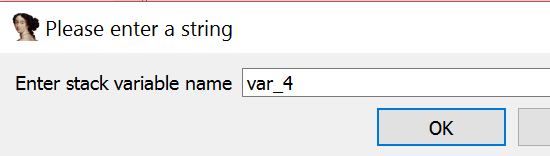 Please enter a string
Enter stack variable name var_4
OK